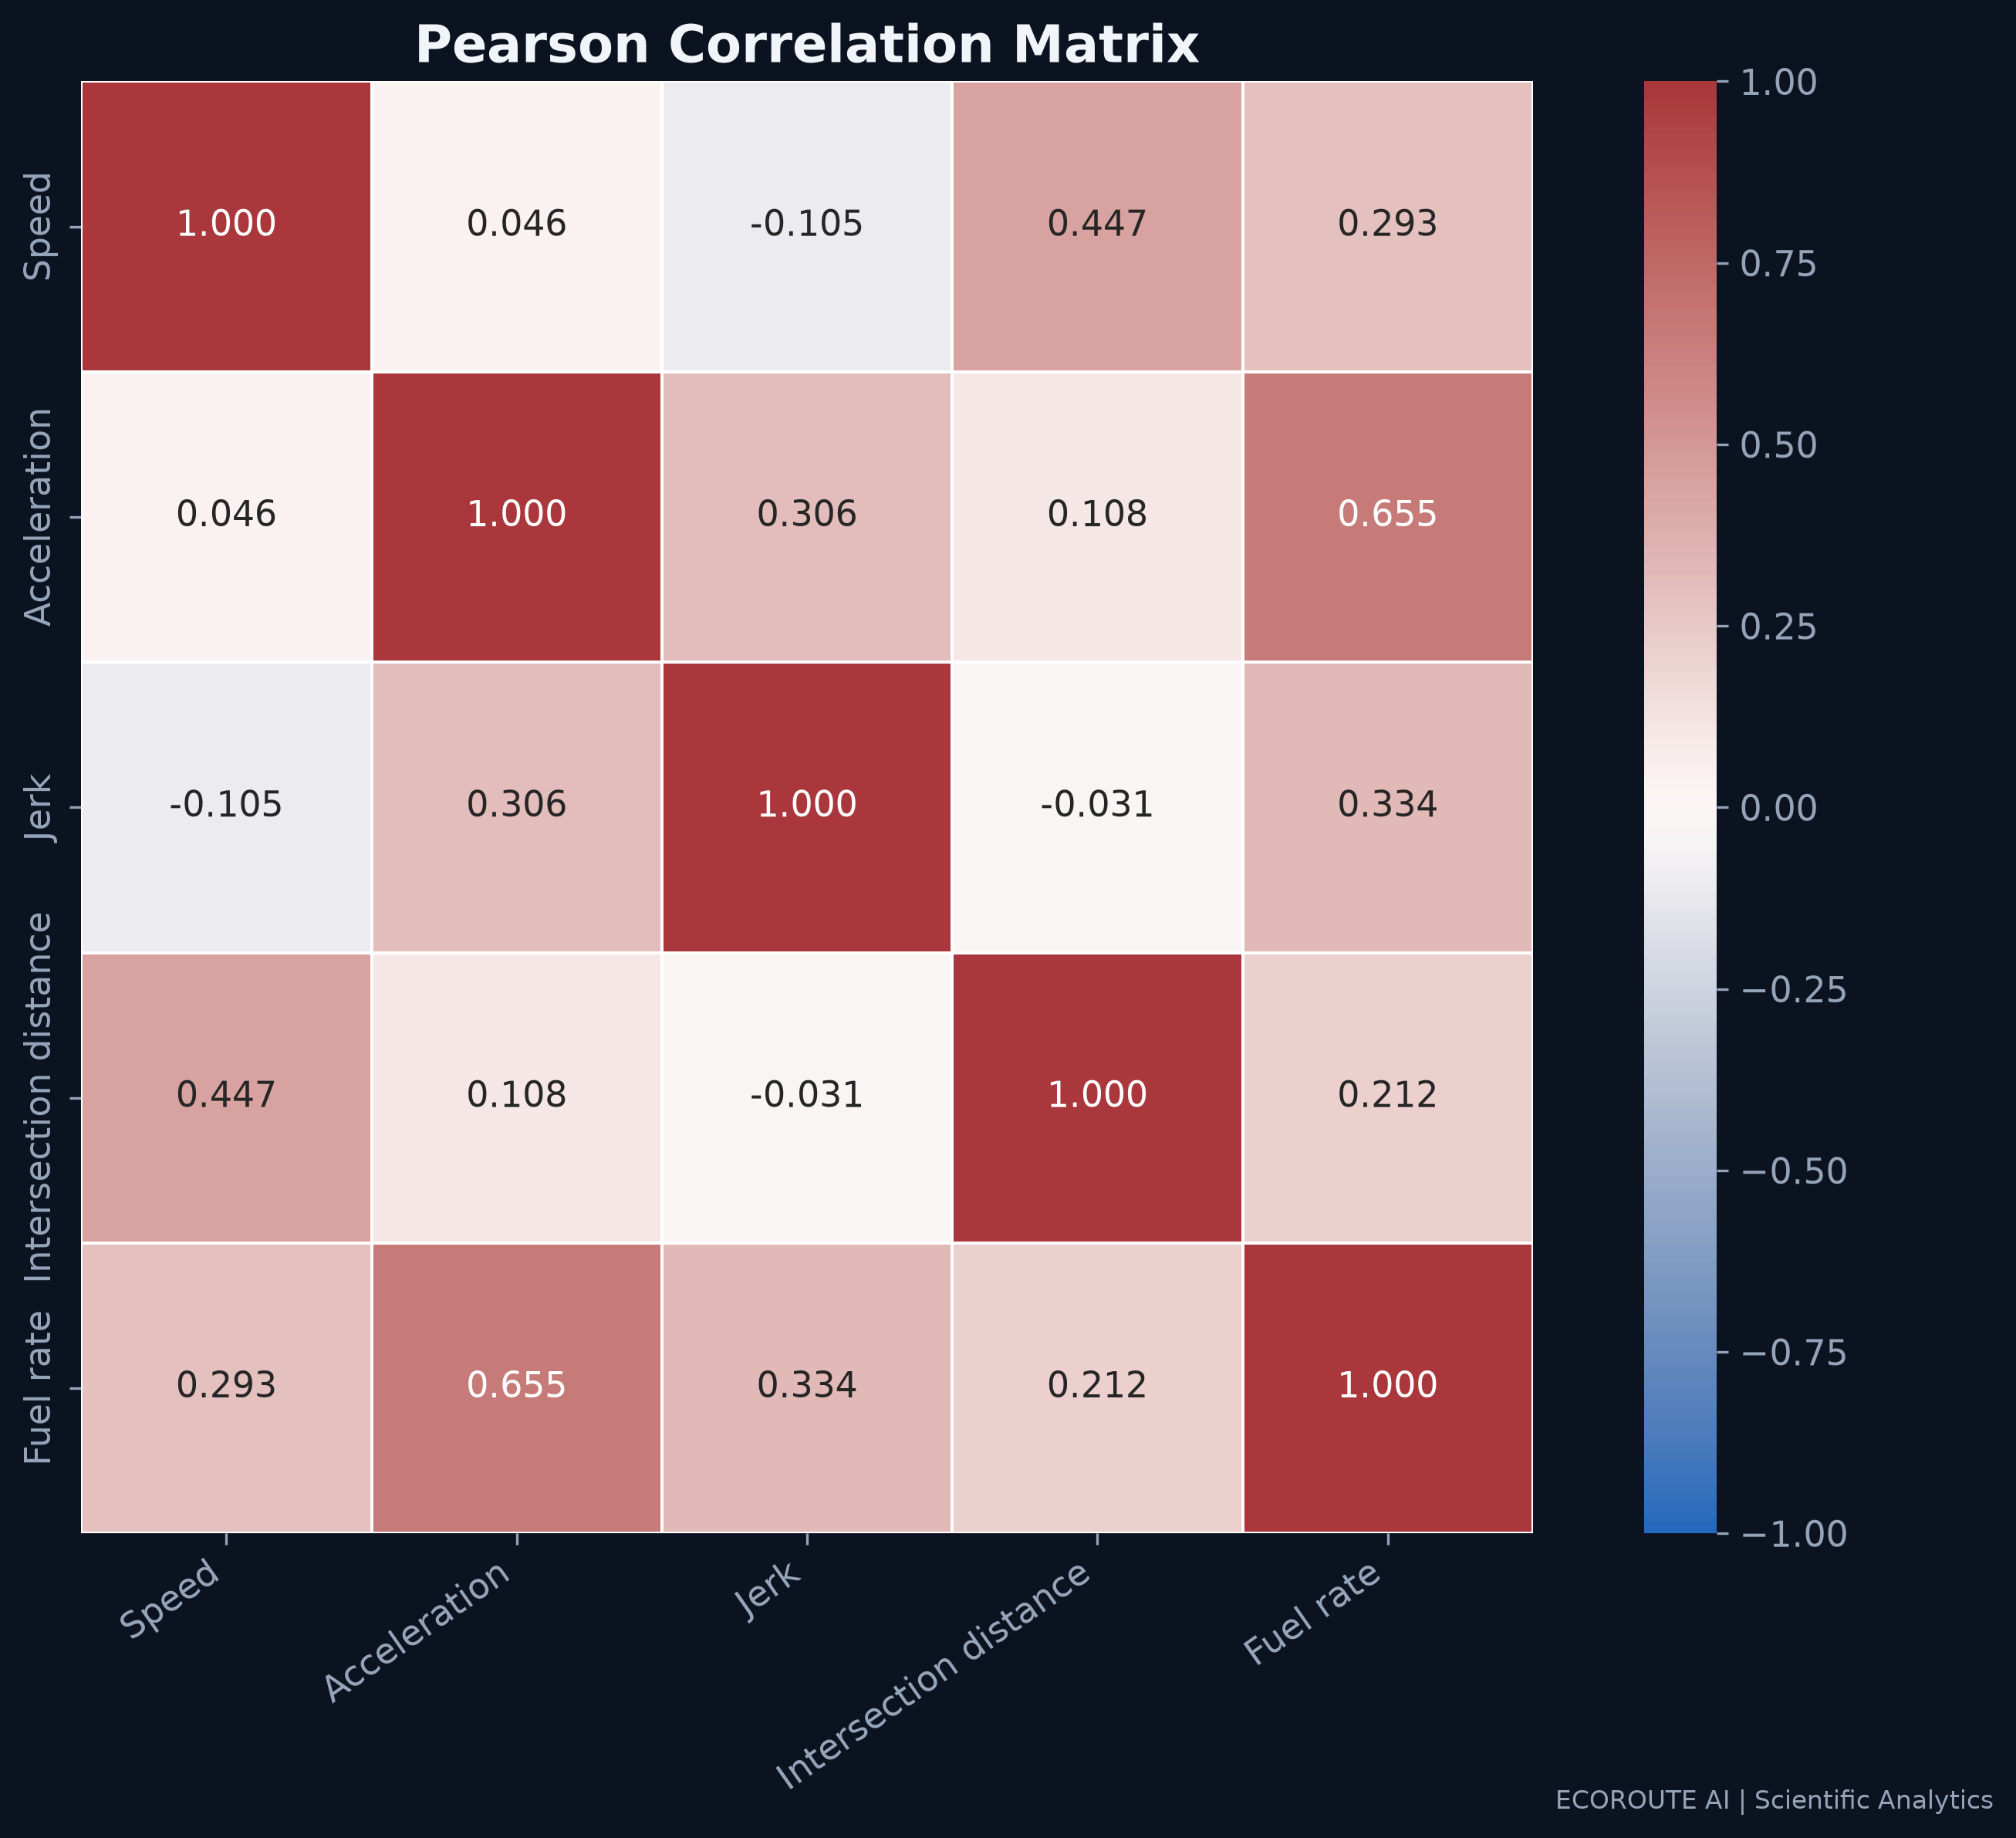 Pearson Correlation Matrix
Speed
1.000 0.046 -0.105 0.447 0.293
Acceleration
0.046 1.000 0.306 0.108 0.655
Jerk
-0.105 0.306 1.000 -0.031 0.334
Intersection distance
0.447 0.108 -0.031 1.000 0.212
Fuel rate
0.293 0.655 0.334 0.212 1.000
Speed
Acceleration
Jerk
Intersection distance
Fuel rate
1.00
0.75
0.50
0.25
0.00
−0.25
−0.50
−0.75
−1.00
ECOROUTE AI | Scientific Analytics